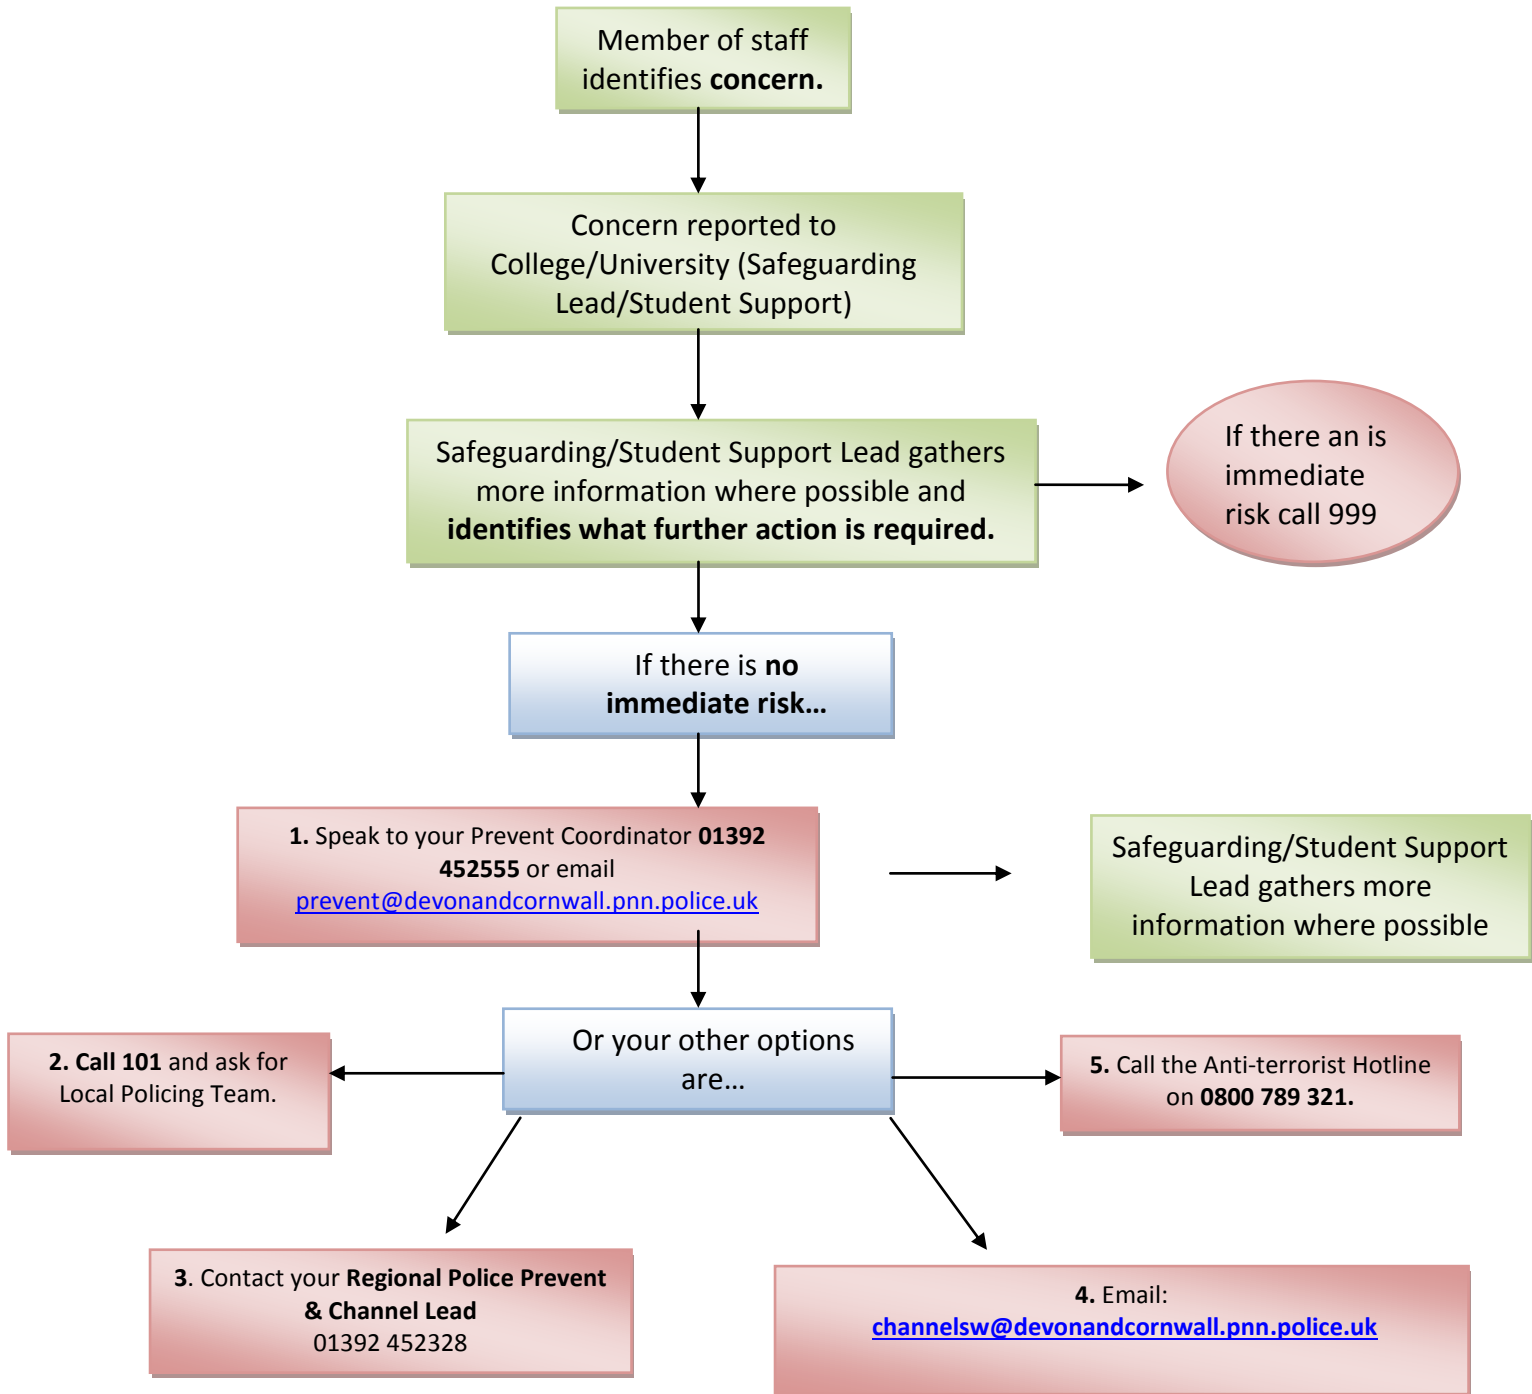 Member of staff
identifies concern.
Concern reported to
College/University (Safeguarding
Lead/Student Support)
Safeguarding/Student Support Lead gathers
more information where possible and
identifies what further action is required.
If there an is
immediate
risk call 999
If there is no
immediate risk…
1. Speak to your Prevent Coordinator 01392
452555 or email
prevent@devonandcornwall.pnn.police.uk
Safeguarding/Student Support
Lead gathers more
information where possible
Or your other options
are…
2. Call 101 and ask for
Local Policing Team.
5. Call the Anti-terrorist Hotline
on 0800 789 321.
3. Contact your Regional Police Prevent
& Channel Lead
01392 452328
4. Email:
channelsw@devonandcornwall.pnn.police.uk